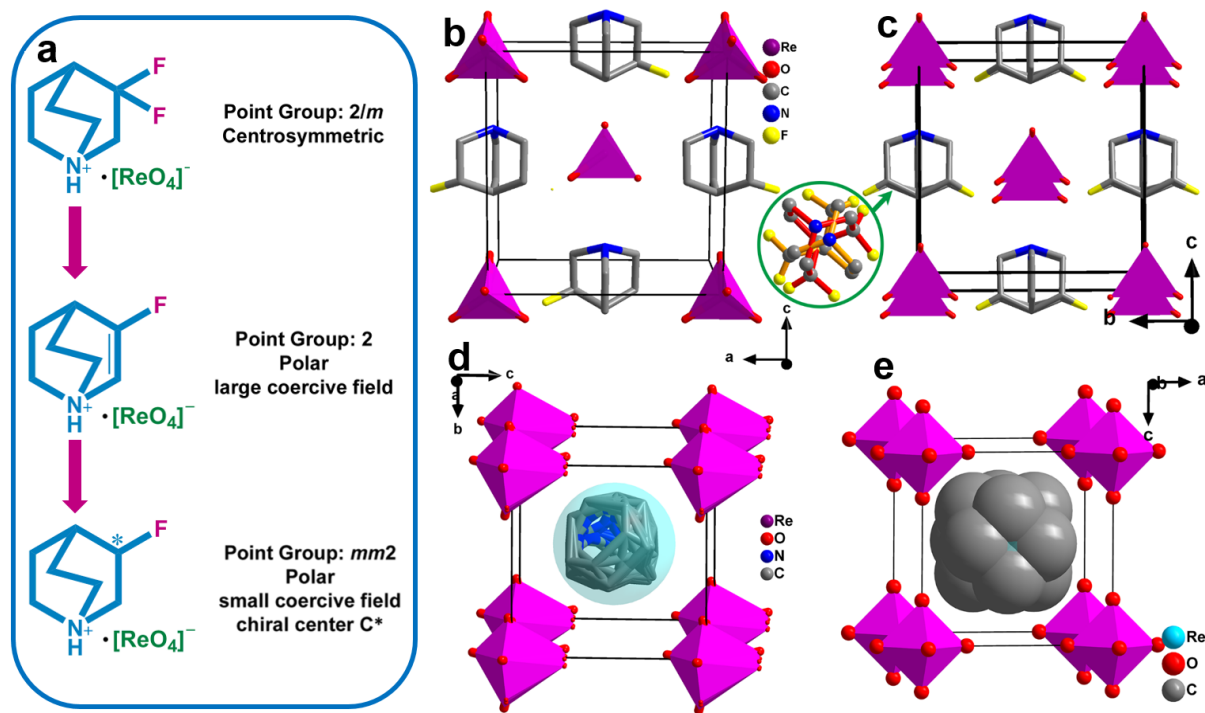 a
F
F
N+
H
· [ReO4]−
Point Group: 2/m
Centrosymmetric
F
N+
H
· [ReO4]−
Point Group: 2
Polar
large coercive field
*
F
N+
H
· [ReO4]−
Point Group: mm2
Polar
small coercive field
chiral center C*
b
Re
O
C
N
F
c
a
c
c
b
d
c
a
b
Re
O
N
C
e
b
a
c
Re
O
C